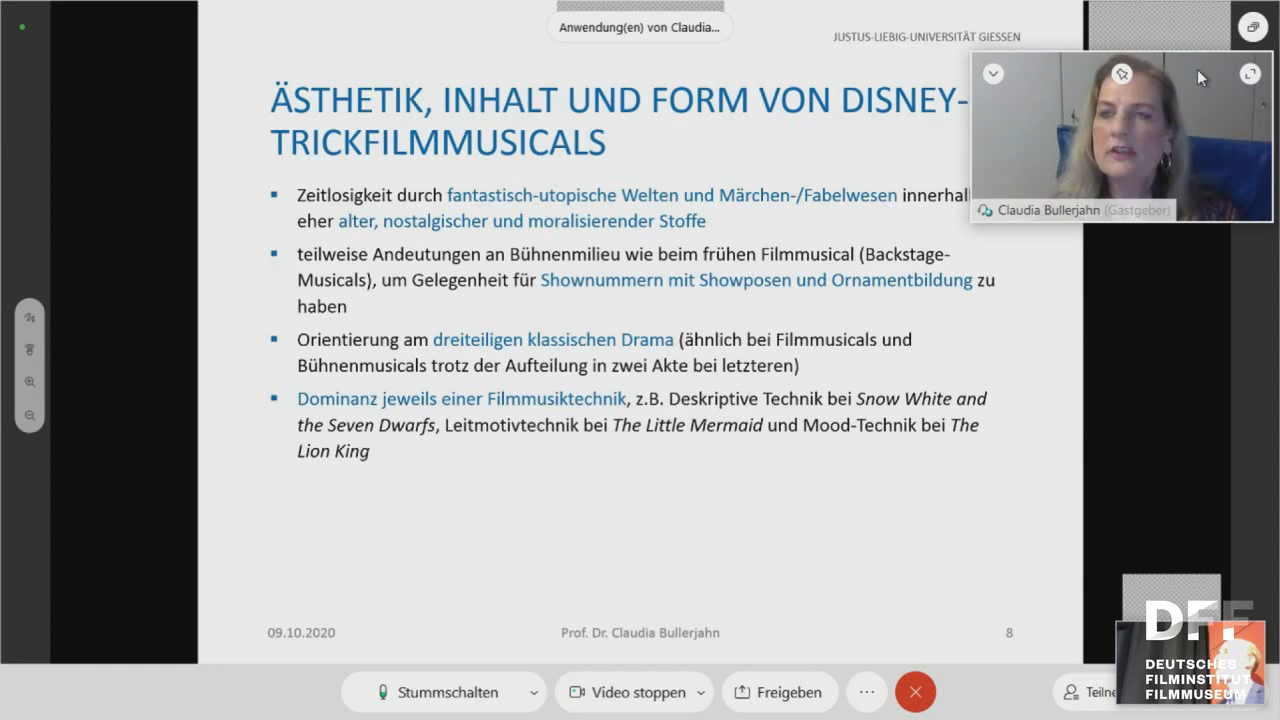 Anwendung(en) von Claudia...
JUSTUS-LIEBIG-UNIVERSITÄT GIESSEN
ÄSTHETIK, INHALT UND FORM VON DISNEY-
TRICKFILMMUSICALS
Claudia Bullerjahn (Gastgeber)
▪ Zeitlosigkeit durch fantastisch-utopische Welten und Märchen-/Fabelwesen innerhal
eher alter, nostalgischer und moralisierender Stoffe
▪ teilweise Andeutungen an Bühnenmilieu wie beim frühen Filmmusical (Backstage-
Musicals), um Gelegenheit für Shownummern mit Showposen und Ornamentbildung zu
haben
▪ Orientierung am dreiteiligen klassischen Drama (ähnlich bei Filmmusicals und
Bühnenmusicals trotz der Aufteilung in zwei Akte bei letzteren)
▪ Dominanz jeweils einer Filmmusiktechnik, z.B. Deskriptive Technik bei Snow White and
the Seven Dwarfs, Leitmotivtechnik bei The Little Mermaid und Mood-Technik bei The
Lion King
09.10.2020
Prof. Dr. Claudia Bullerjahn
8
Stummschalten
Video stoppen
Freigeben
Teilne
DFF.
DEUTSCHES
FILMINSTITUT
FILMMUSEUM